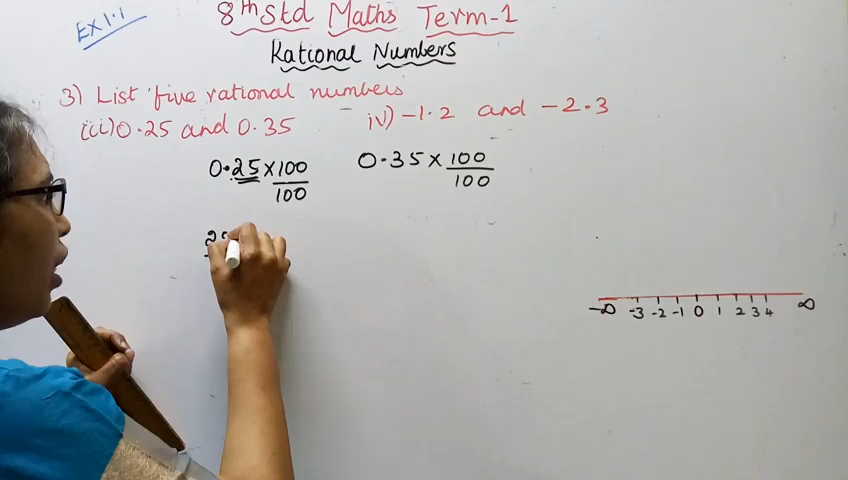 EX 1.1
8th Std Maths Term-1
Rational Numbers
3) List five rational numbers
(iii) 0.25 and 0.35 iv) -1.2 and -2.3
0.25 × 100/100 0.35 × 100/100
-∞ -3 -2 -1 0 1 2 3 4 ∞